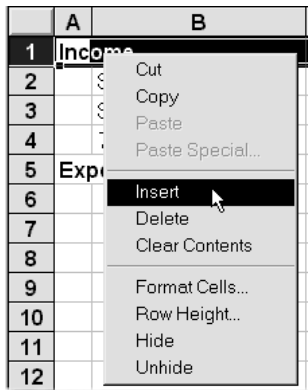 A B
1 Income
2
3
4
5 Exp
6
7
8
9
10
11
12
Cut
Copy
Paste
Paste Special...
Insert
Delete
Clear Contents
Format Cells...
Row Height...
Hide
Unhide